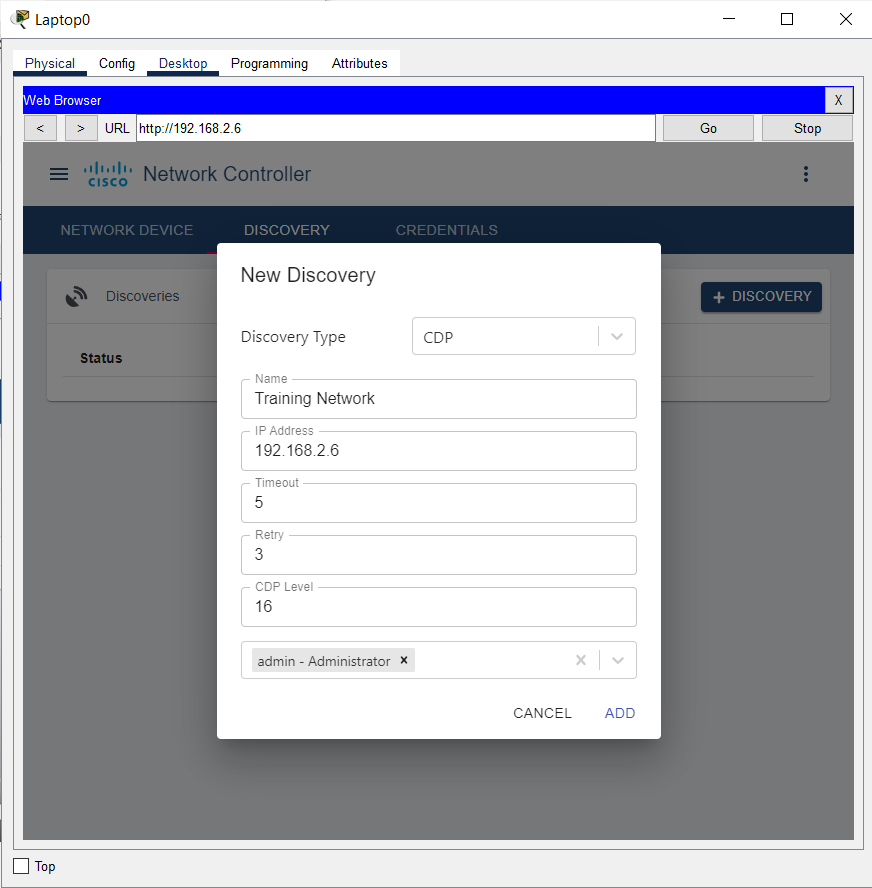 Laptop0
Physical Config Desktop Programming Attributes
Web Browser X
< > URL http://192.168.2.6 Go Stop
CISCO Network Controller
NETWORK DEVICE DISCOVERY CREDENTIALS
New Discovery
Discoveries + DISCOVERY
Discovery Type CDP
Status
Name
Training Network
IP Address
192.168.2.6
Timeout
5
Retry
3
CDP Level
16
admin - Administrator ×
CANCEL ADD
Top